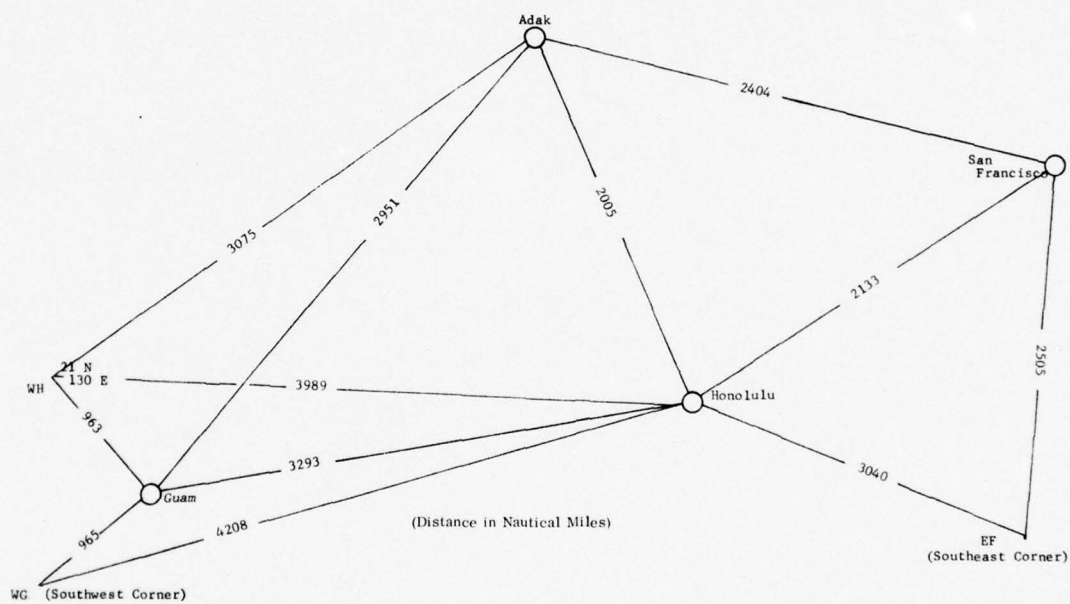 Adak
2404
San
Francisco
2951
2005
3075
2133
2505
21 N
130 E
WH
3989
Honolulu
963
3293
3040
Guam
4208
(Distance in Nautical Miles)
965
EF
(Southeast Corner)
WG (Southwest Corner)